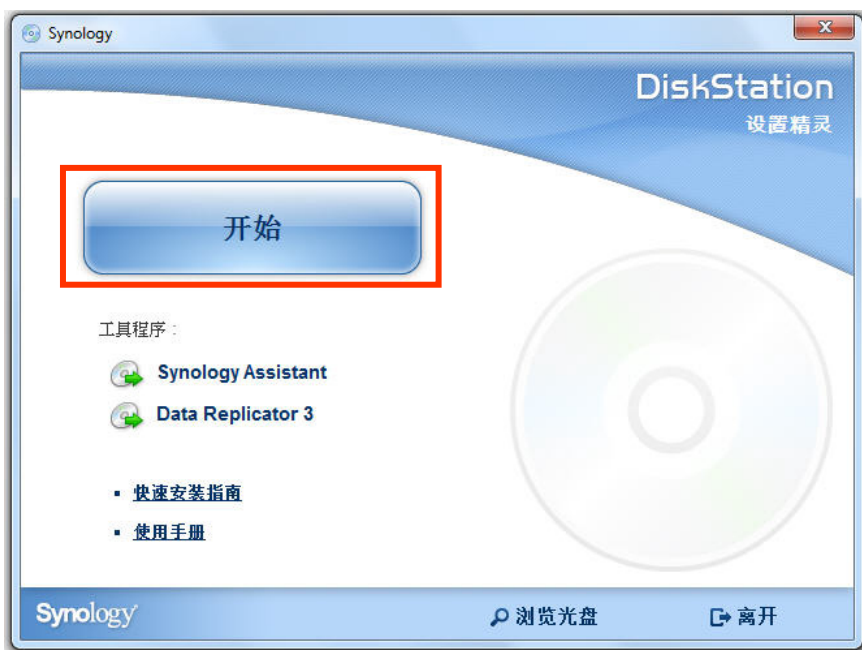 Synology
DiskStation
设置精灵
开始
工具程序：
Synology Assistant
Data Replicator 3
快速安装指南
使用手册
Synology
浏览光盘
离开